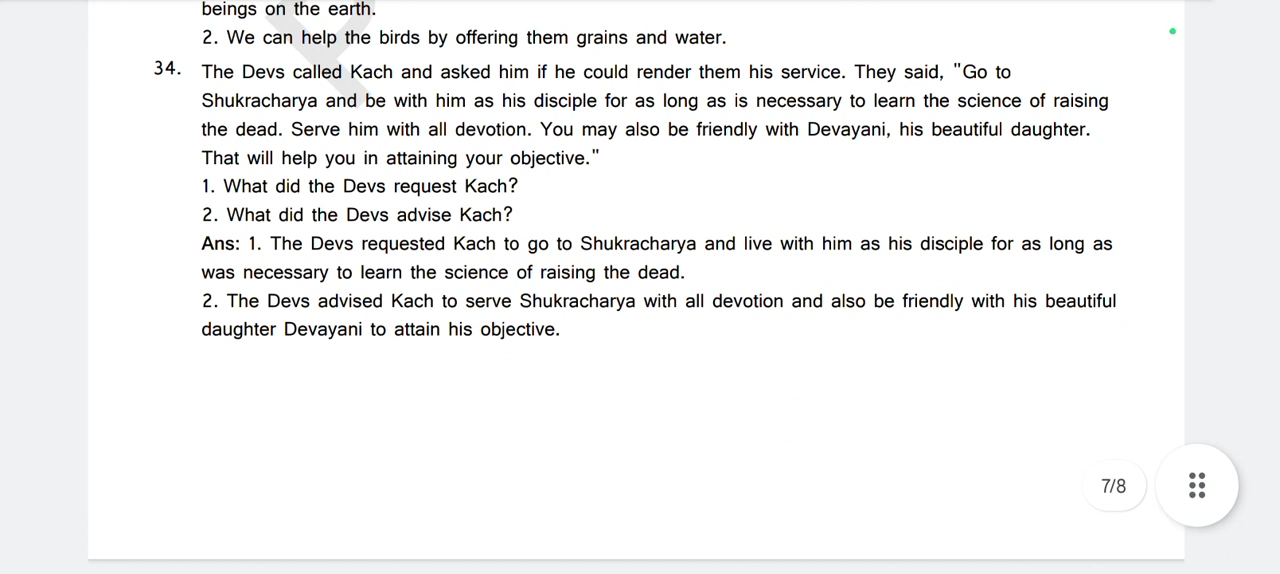 beings on the earth.
2. We can help the birds by offering them grains and water.
34. The Devs called Kach and asked him if he could render them his service. They said, "Go to
Shukracharya and be with him as his disciple for as long as is necessary to learn the science of raising
the dead. Serve him with all devotion. You may also be friendly with Devayani, his beautiful daughter.
That will help you in attaining your objective."
1. What did the Devs request Kach?
2. What did the Devs advise Kach?
Ans: 1. The Devs requested Kach to go to Shukracharya and live with him as his disciple for as long as
was necessary to learn the science of raising the dead.
2. The Devs advised Kach to serve Shukracharya with all devotion and also be friendly with his beautiful
daughter Devayani to attain his objective.
7/8